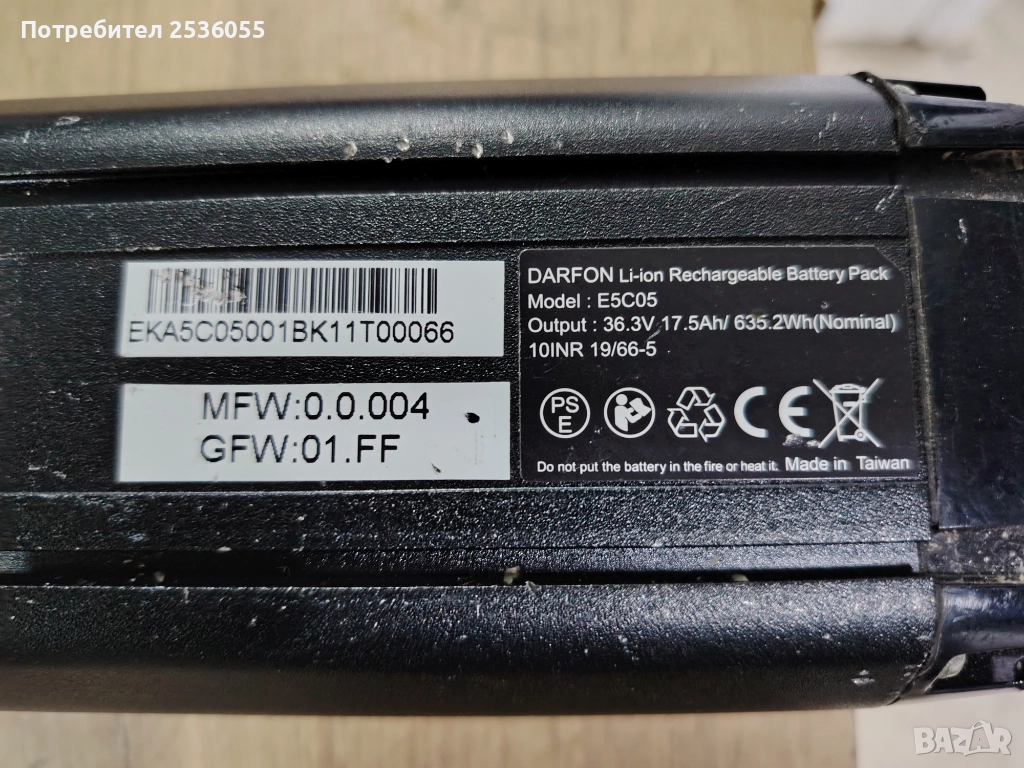 Потребител 2536055
EKA5C05001BK11T00066
MFW:0.0.004
GFW:01.FF
DARFON Li-ion Rechargeable Battery Pack
Model : E5C05
Output : 36.3V 17.5Ah/ 635.2Wh(Nominal)
10INR 19/66-5
PS
E
CE
Do not put the battery in the fire or heat it. Made in Taiwan
BAZAR